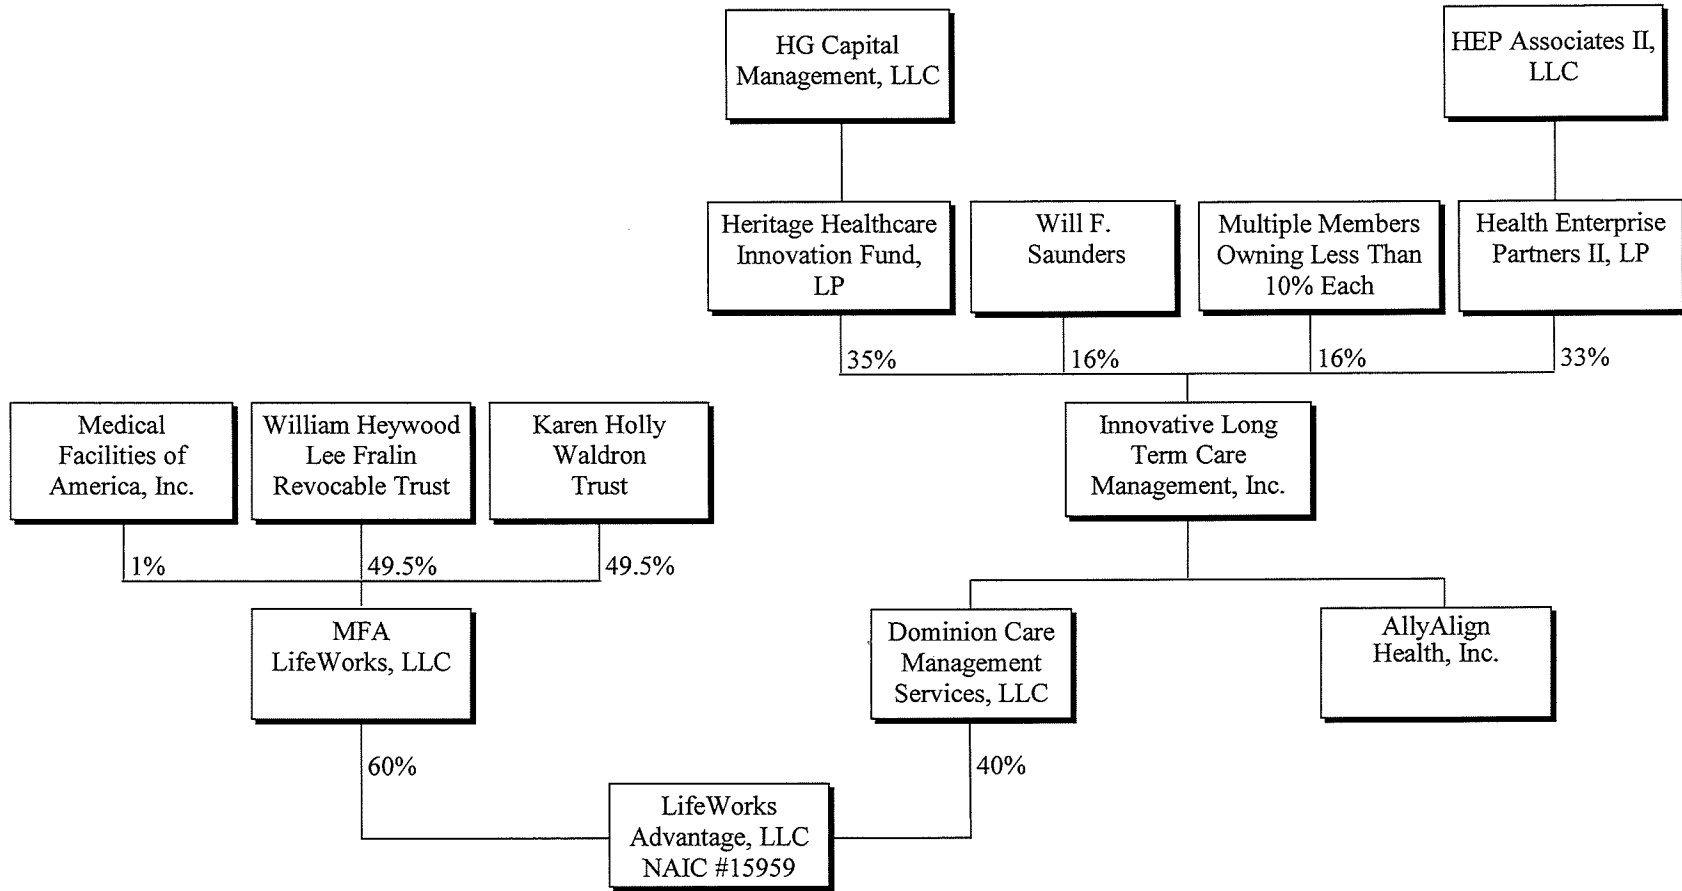 HG Capital
Management, LLC
HEP Associates II,
LLC
Heritage Healthcare
Innovation Fund,
LP
Will F.
Saunders
Multiple Members
Owning Less Than
10% Each
Health Enterprise
Partners II, LP
35%
16%
16%
33%
Medical
Facilities of
America, Inc.
William Heywood
Lee Fralin
Revocable Trust
Karen Holly
Waldron
Trust
Innovative Long
Term Care
Management, Inc.
1%
49.5%
49.5%
MFA
LifeWorks, LLC
Dominion Care
Management
Services, LLC
AllyAlign
Health, Inc.
60%
40%
LifeWorks
Advantage, LLC
NAIC #15959